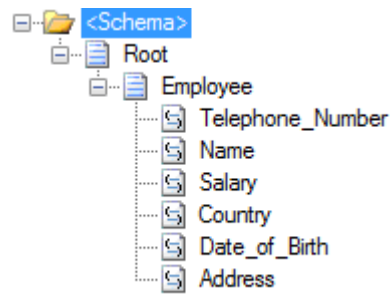 <Schema>
Root
Employee
Telephone_Number
Name
Salary
Country
Date_of_Birth
Address